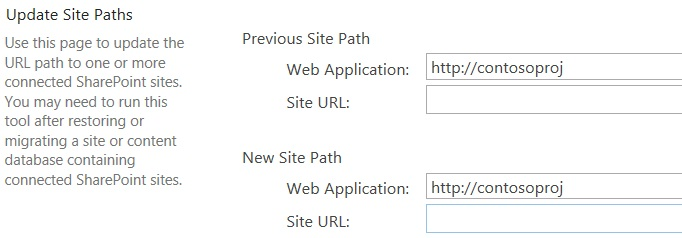 Update Site Paths
Use this page to update the
URL path to one or more
connected SharePoint sites.
You may need to run this
tool after restoring or
migrating a site or content
database containing
connected SharePoint sites.
Previous Site Path
Web Application: http://contosoproj
Site URL:
New Site Path
Web Application: http://contosoproj
Site URL: